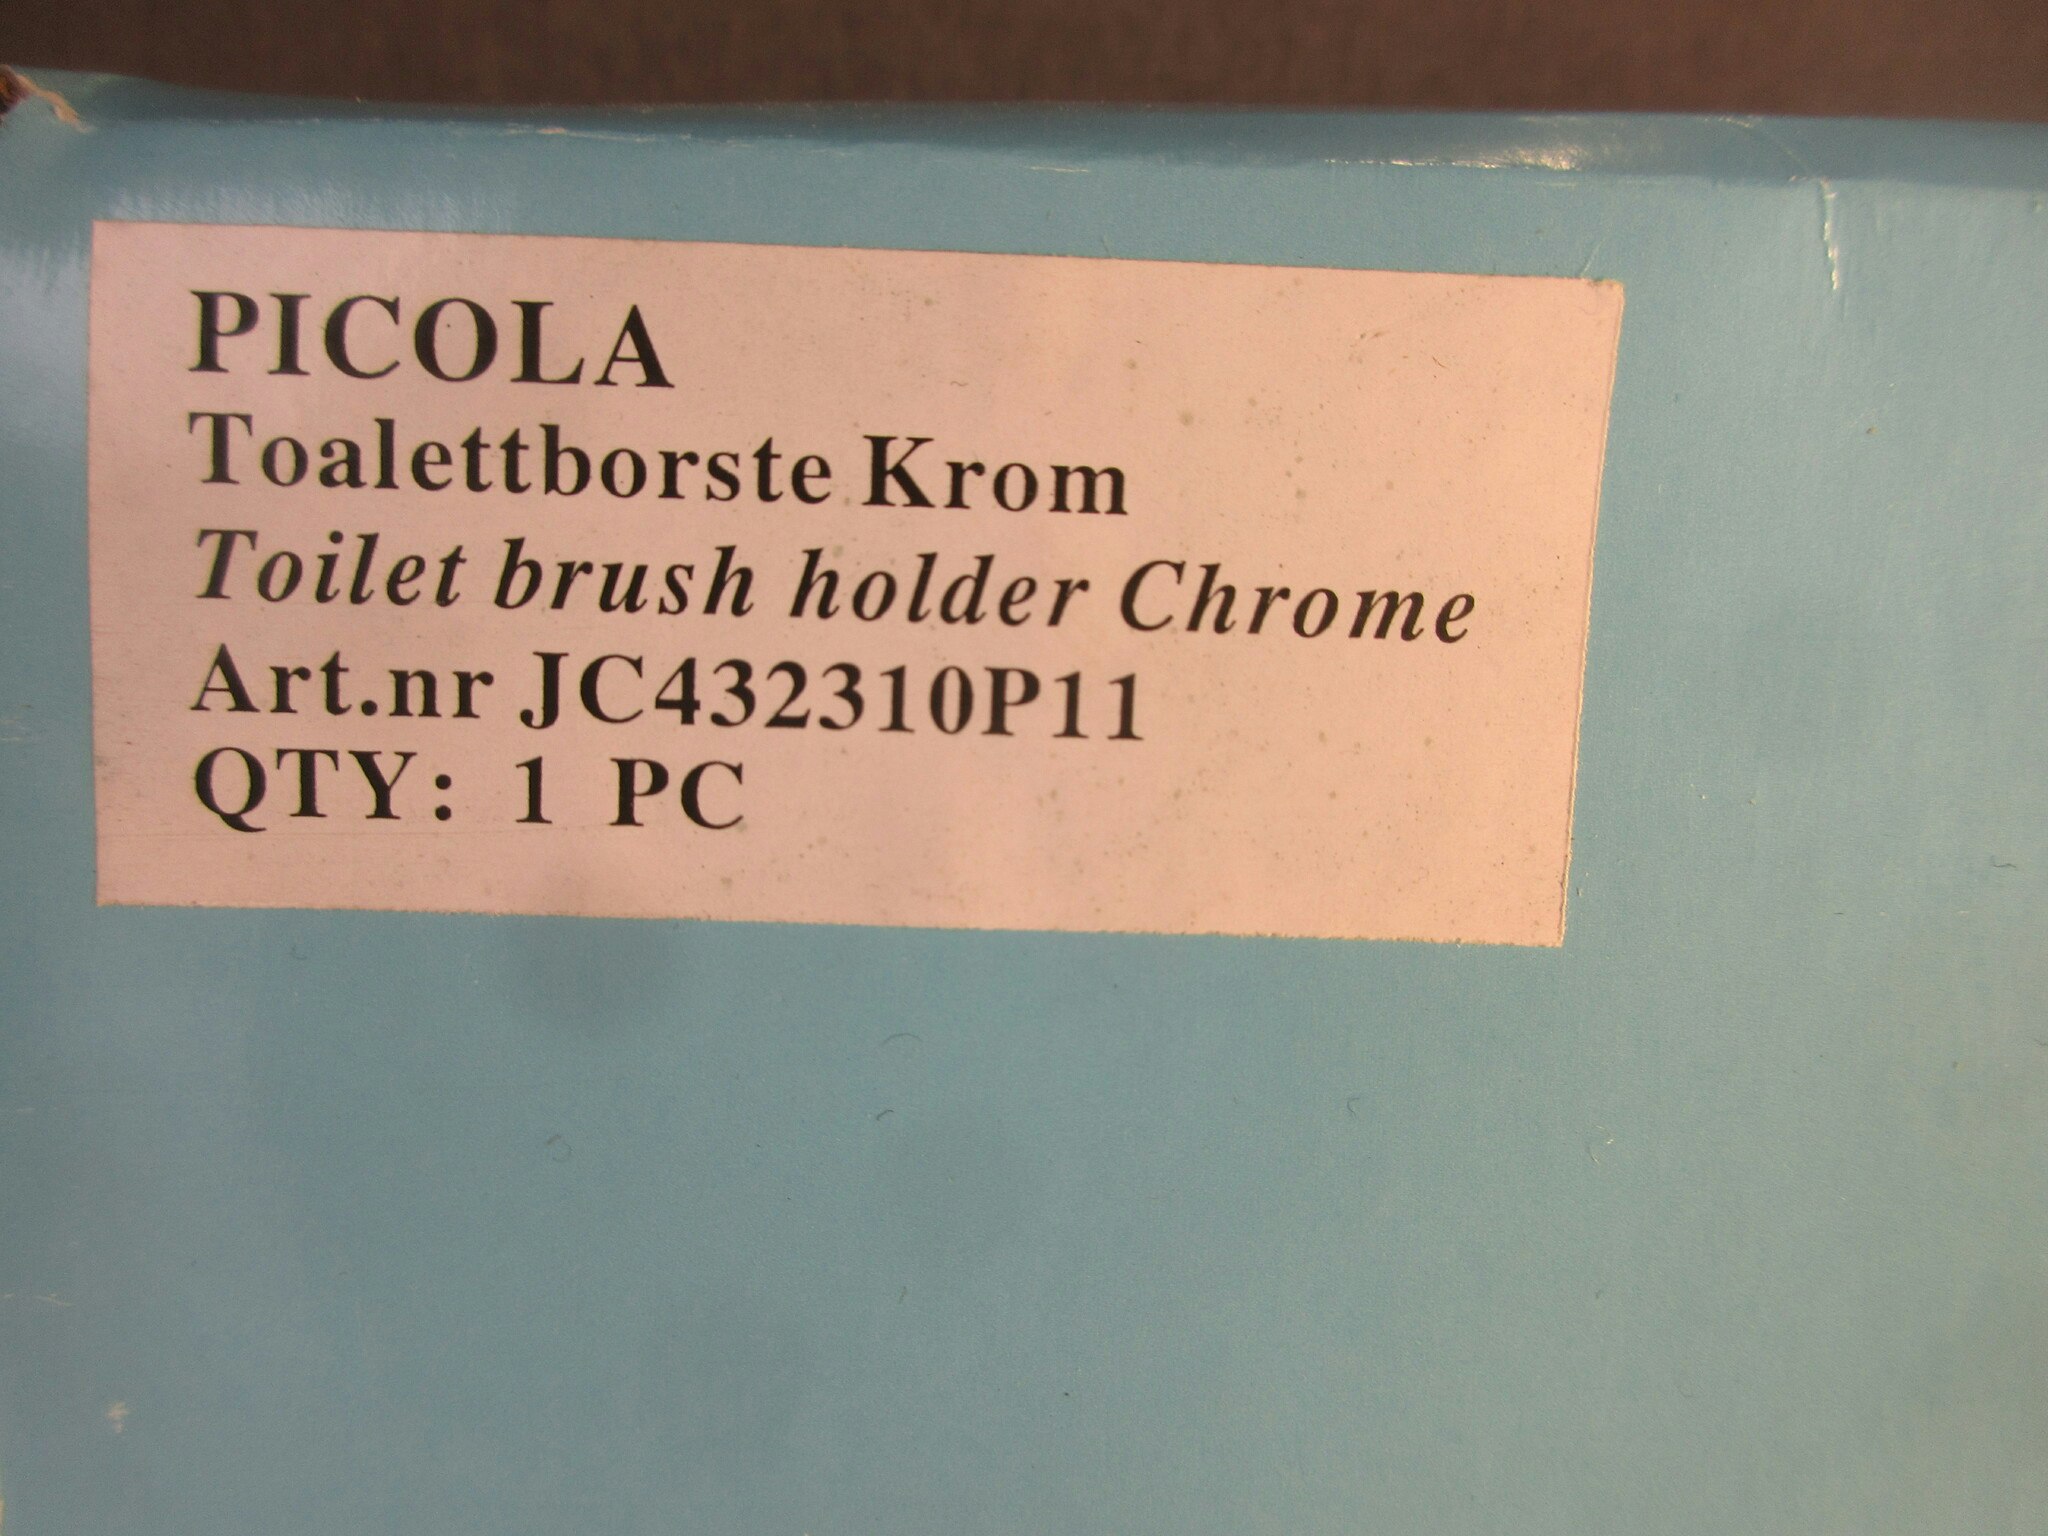 PICOLA
Toalettborste Krom
Toilet brush holder Chrome
Art.nr JC432310P11
QTY: 1 PC